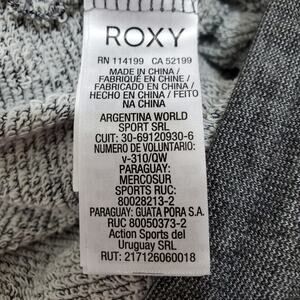 ROXY
RN 114199 CA 52199
MADE IN CHINA /
FABRIQUÉ EN CHINE /
FABRICADO EN CHINA /
HECHO EN CHINA / FEITO
NA CHINA
ARGENTINA WORLD
SPORT SRL
CUIT: 30-69120930-6
NUMERO DE VOLUNTARIO:
v-310/QW
PARAGUAY:
MERCOSUR
SPORTS RUC:
80028213-2
PARAGUAY: GUATA PORA S.A.
RUC 80050373-2
Action Sports del
Uruguay SRL
RUT: 217126060018